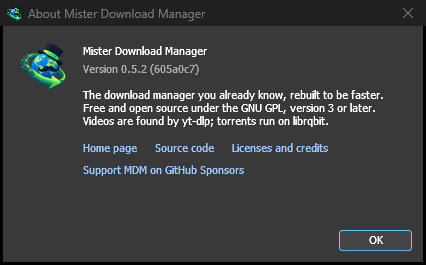 About Mister Download Manager
Mister Download Manager
Version 0.5.2 (605a0c7)
The download manager you already know, rebuilt to be faster.
Free and open source under the GNU GPL, version 3 or later.
Videos are found by yt-dlp; torrents run on librqbit.
Home page Source code Licenses and credits
Support MDM on GitHub Sponsors
OK